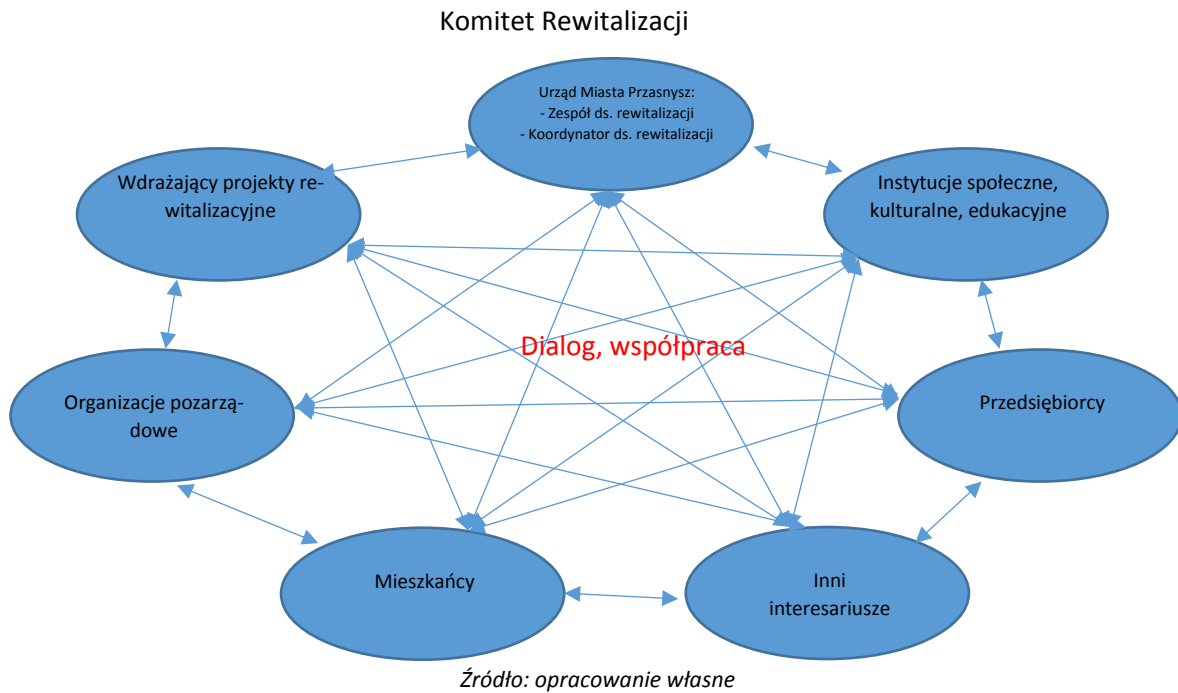 Komitet Rewitalizacji
Urząd Miasta Przasnysz:
- Zespół ds. rewitalizacji
- Koordynator ds. rewitalizacji
Wdrażający projekty re-
witalizacyjne
Instytucje społeczne,
kulturalne, edukacyjne
Dialog, współpraca
Organizacje pozarzą-
dowe
Przedsiębiorcy
Mieszkańcy
Inni
interesariusze
Źródło: opracowanie własne